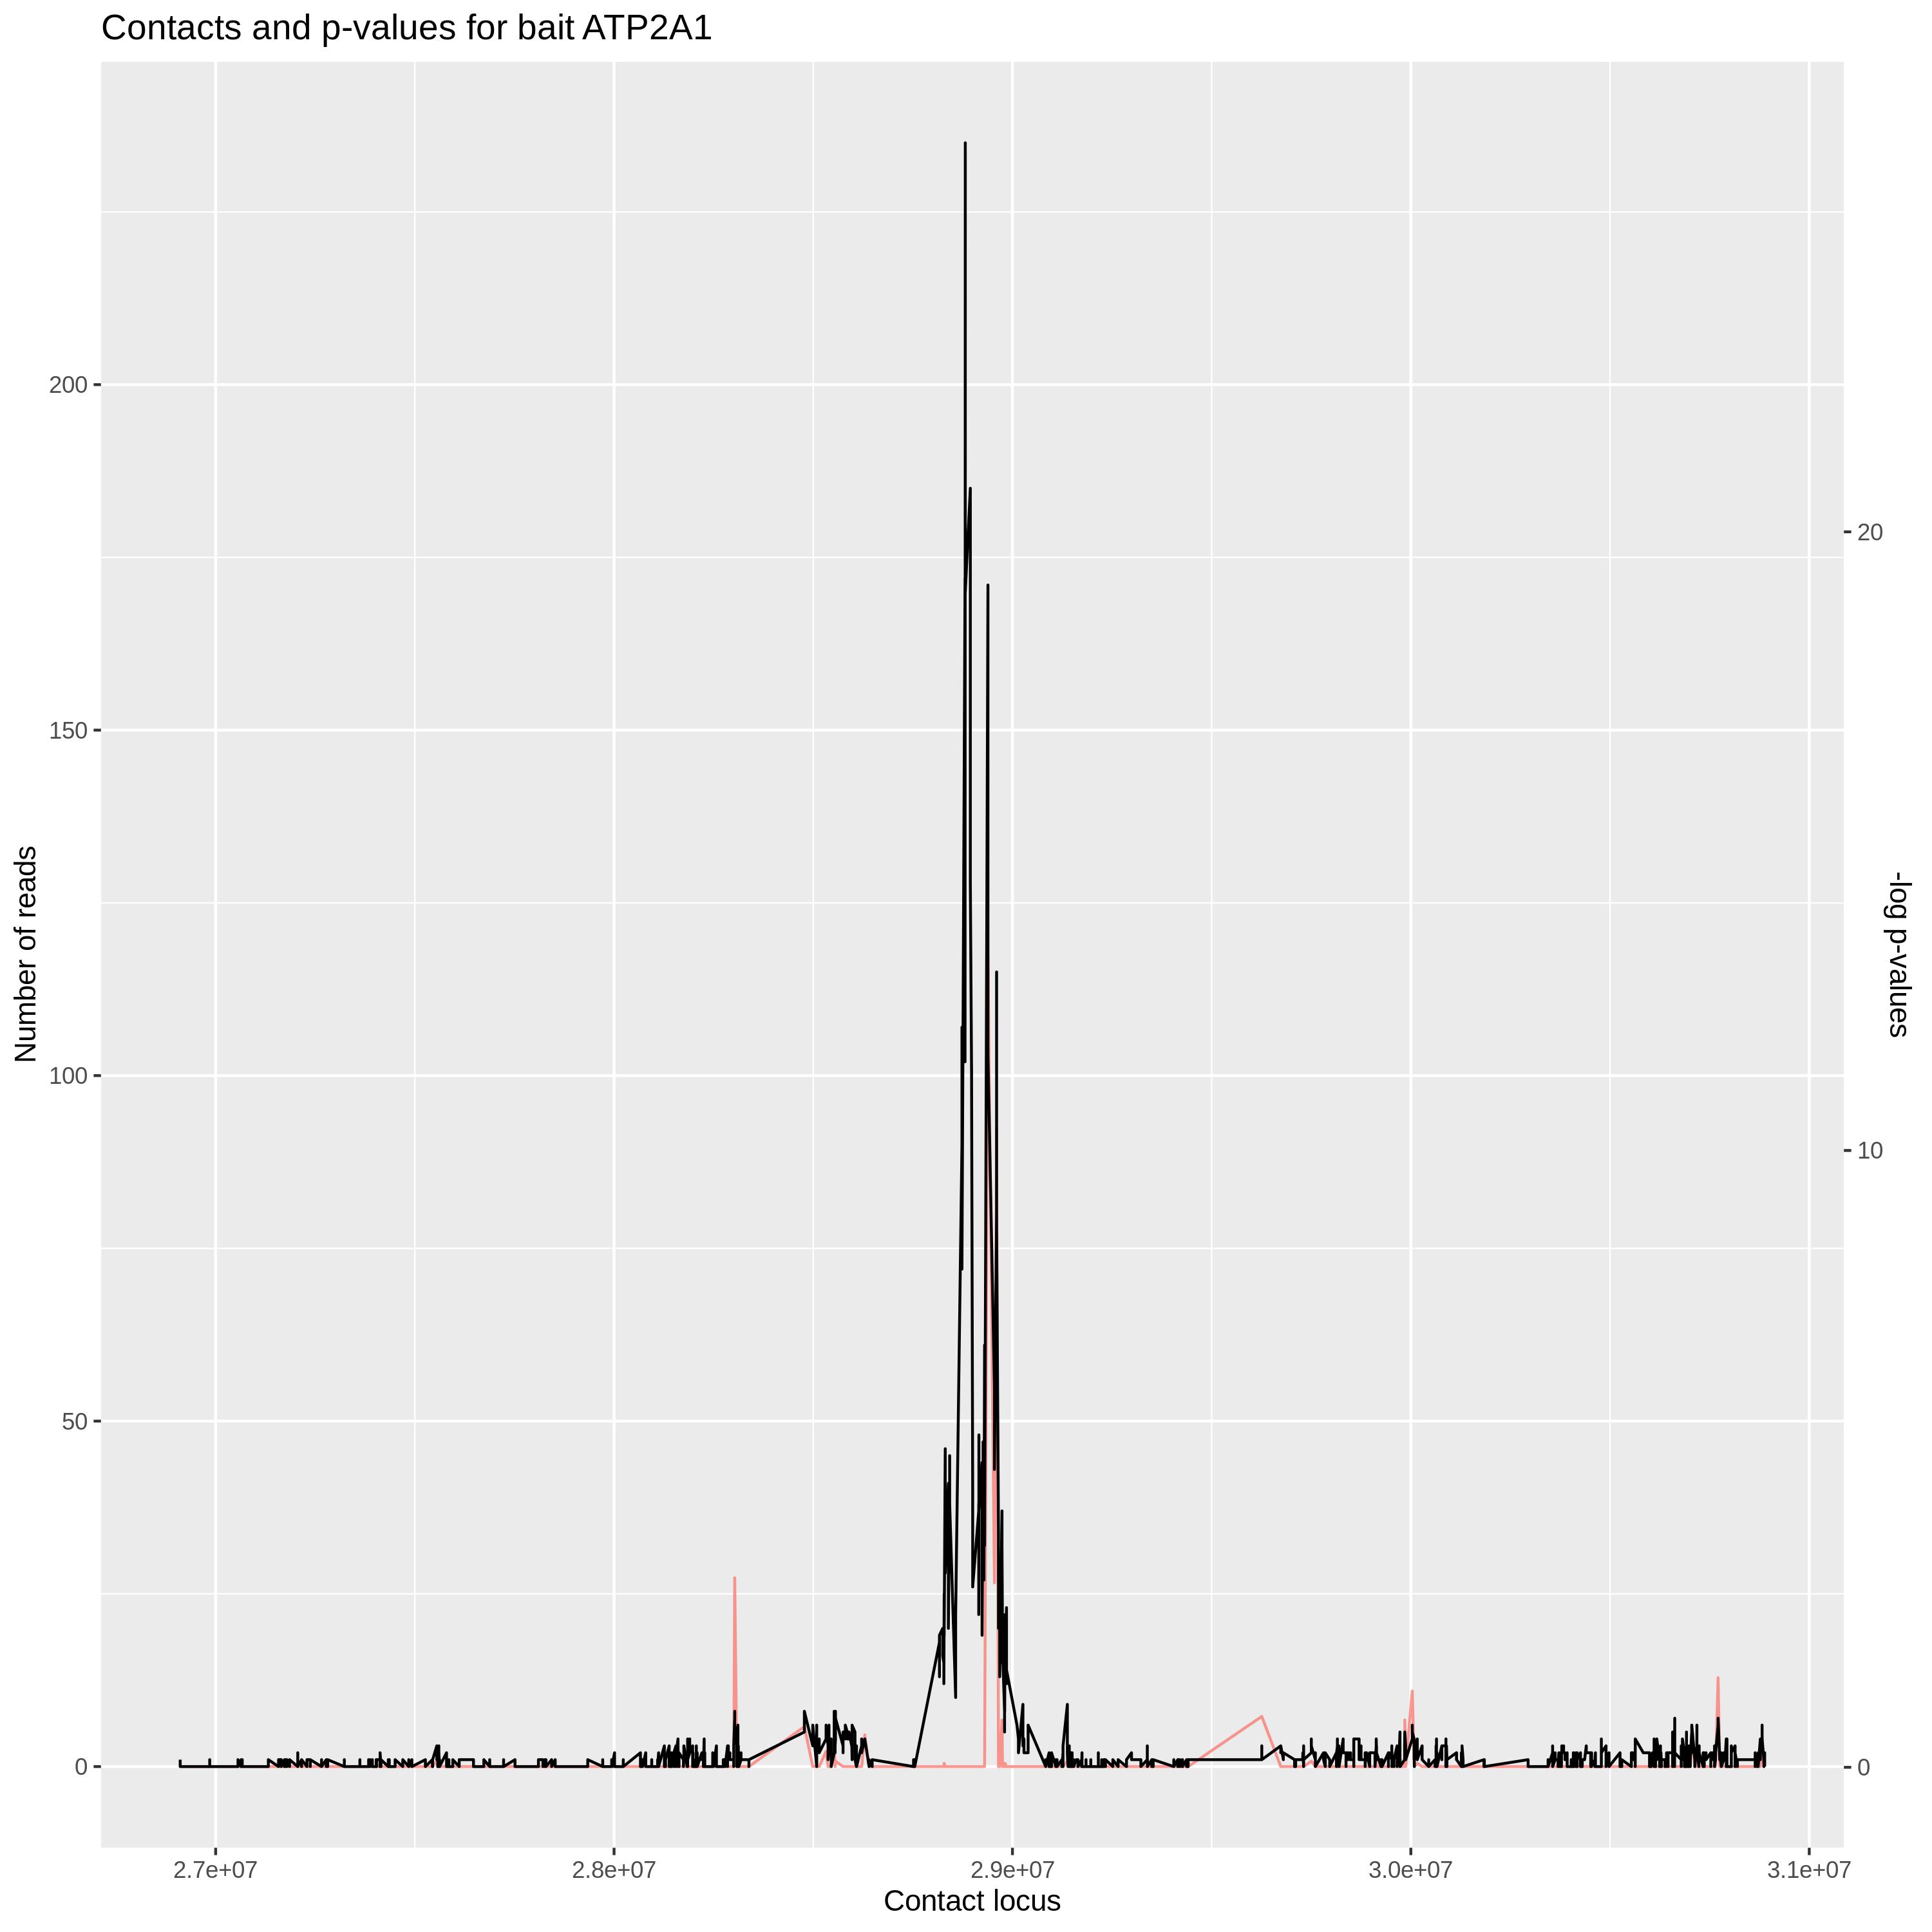 Contacts and p-values for bait ATP2A1
Number of reads
200
150
100
50
0
20
10
0
-log p-values
2.7e+07
2.8e+07
2.9e+07
3.0e+07
3.1e+07
Contact locus